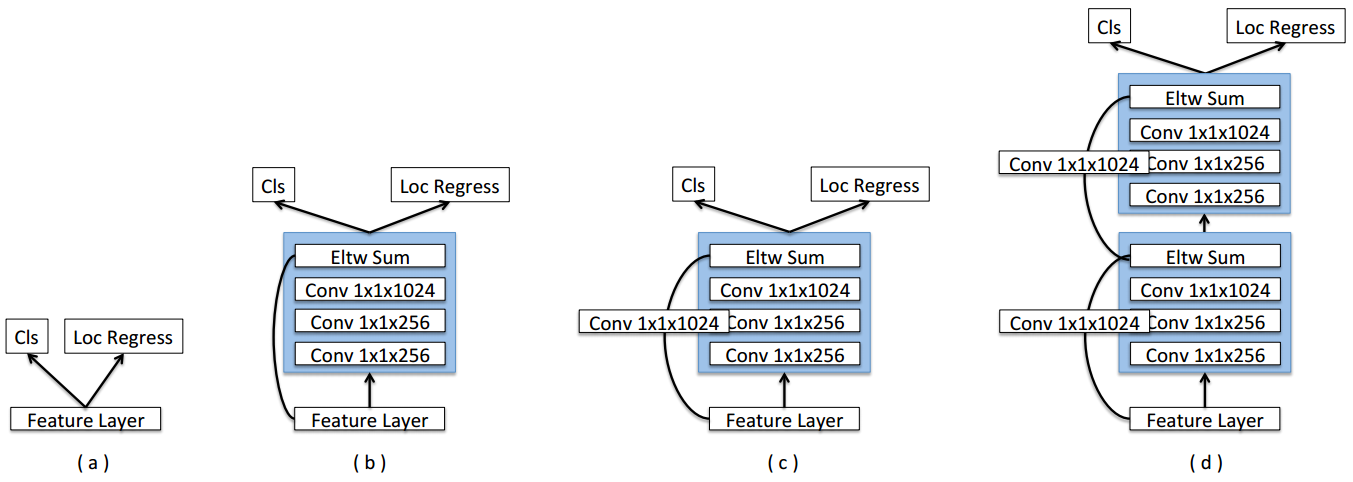 Cls
Loc Regress
Feature Layer
( a )
Cls
Loc Regress
Eltw Sum
Conv 1x1x1024
Conv 1x1x256
Conv 1x1x256
Feature Layer
( b )
Cls
Loc Regress
Eltw Sum
Conv 1x1x1024
Conv 1x1x1024
Conv 1x1x256
Conv 1x1x256
Feature Layer
( c )
Cls
Loc Regress
Eltw Sum
Conv 1x1x1024
Conv 1x1x1024
Conv 1x1x256
Conv 1x1x256
Eltw Sum
Conv 1x1x1024
Conv 1x1x1024
Conv 1x1x256
Conv 1x1x256
Feature Layer
( d )